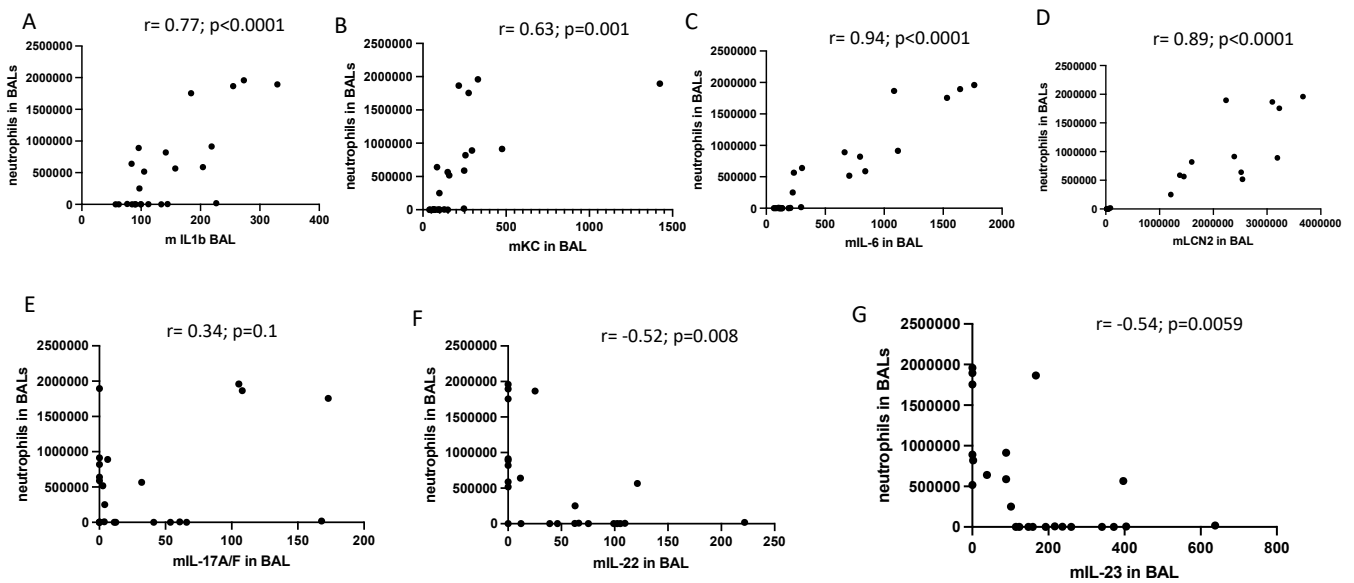 A
r= 0.77; p<0.0001
neutrophils in BALs
2500000
2000000
1500000
1000000
500000
0
0 100 200 300 400
m IL1b BAL
B
r= 0.63; p=0.001
neutrophils in BALs
2500000
2000000
1500000
1000000
500000
0
0 500 1000 1500
mKC in BAL
C
r= 0.94; p<0.0001
neutrophils in BALs
2500000
2000000
1500000
1000000
500000
0
0 500 1000 1500 2000
mIL-6 in BAL
D
r= 0.89; p<0.0001
neutrophils in BALs
2500000
2000000
1500000
1000000
500000
0
0 1000000 2000000 3000000 4000000
mLCN2 in BAL
E
r= 0.34; p=0.1
neutrophils in BALs
2500000
2000000
1500000
1000000
500000
0
0 50 100 150 200
mIL-17A/F in BAL
F
r= -0.52; p=0.008
neutrophils in BALs
2500000
2000000
1500000
1000000
500000
0
0 50 100 150 200 250
mIL-22 in BAL
G
r= -0.54; p=0.0059
neutrophils in BALs
2500000
2000000
1500000
1000000
500000
0
0 200 400 600 800
mIL-23 in BAL